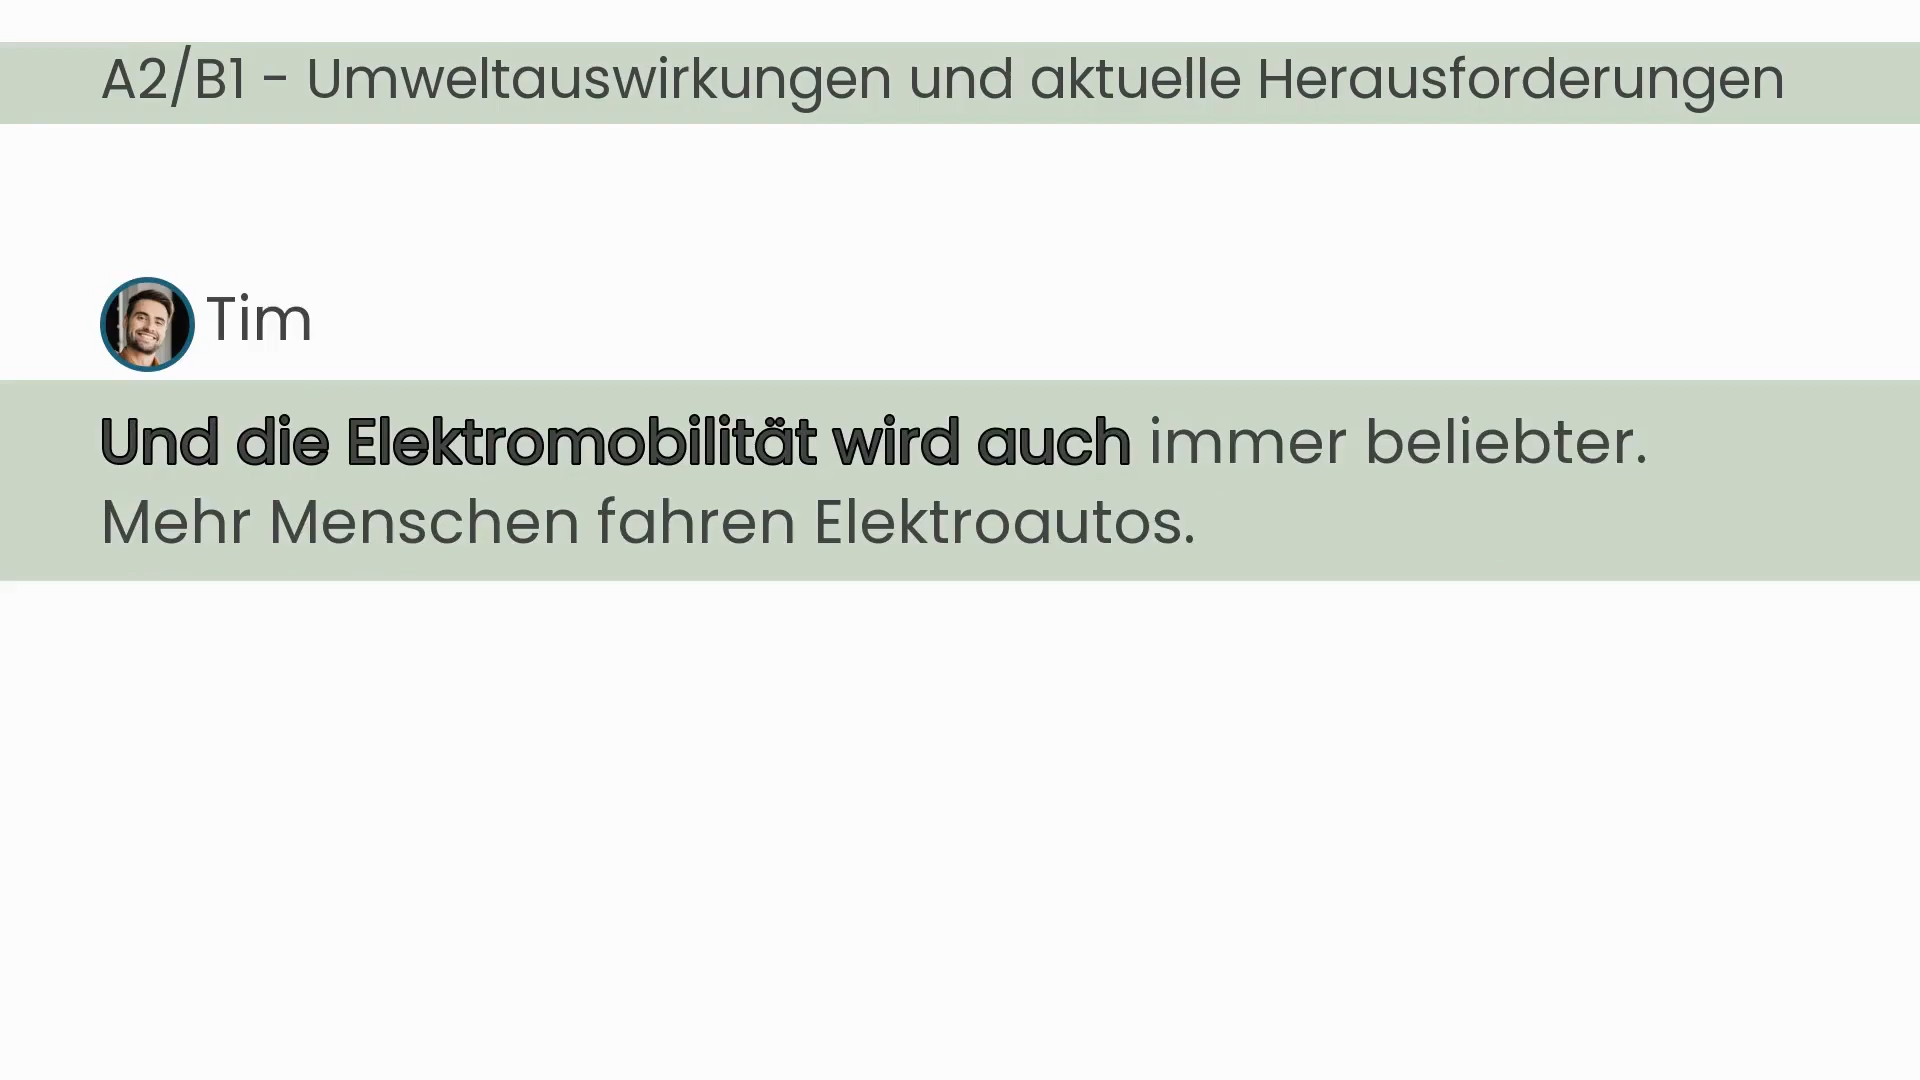 A2/B1 - Umweltauswirkungen und aktuelle Herausforderungen
Tim
Und die Elektromobilität wird auch immer beliebter.
Mehr Menschen fahren Elektroautos.